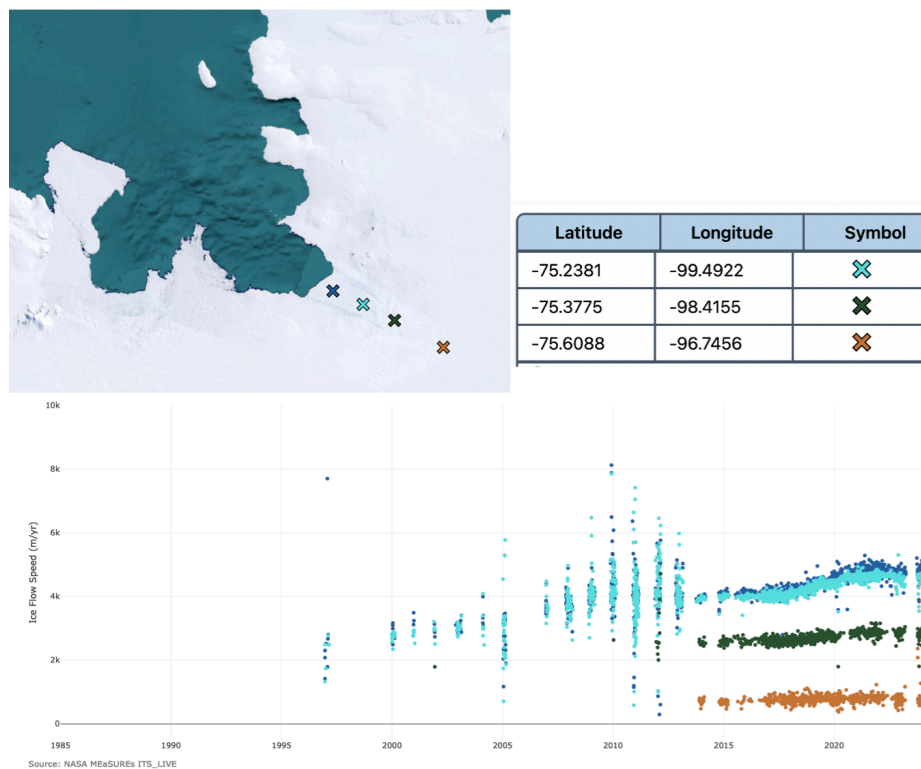 Latitude Longitude Symbol
-75.2381 -99.4922
-75.3775 -98.4155
-75.6088 -96.7456
10k
8k
6k
4k
2k
0
Ice Flow Speed (m/yr)
1985 1990 1995 2000 2005 2010 2015 2020
Source: NASA MEaSUREs ITS_LIVE